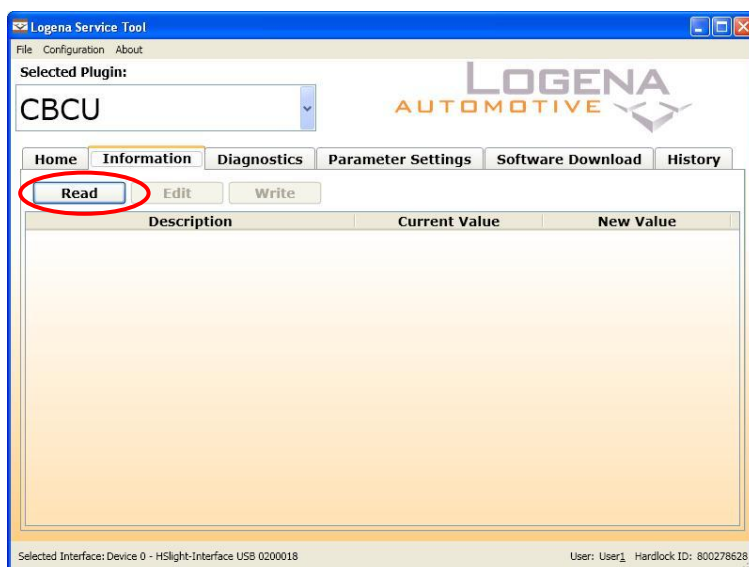 Logena Service Tool
File Configuration About
Selected Plugin:
CBCU
LOGENA
AUTOMOTIVE
Home Information Diagnostics Parameter Settings Software Download History
Read Edit Write
Description Current Value New Value
Selected Interface: Device 0 - HSlight-Interface USB 0200018 User: User1 Hardlock ID: 800278628